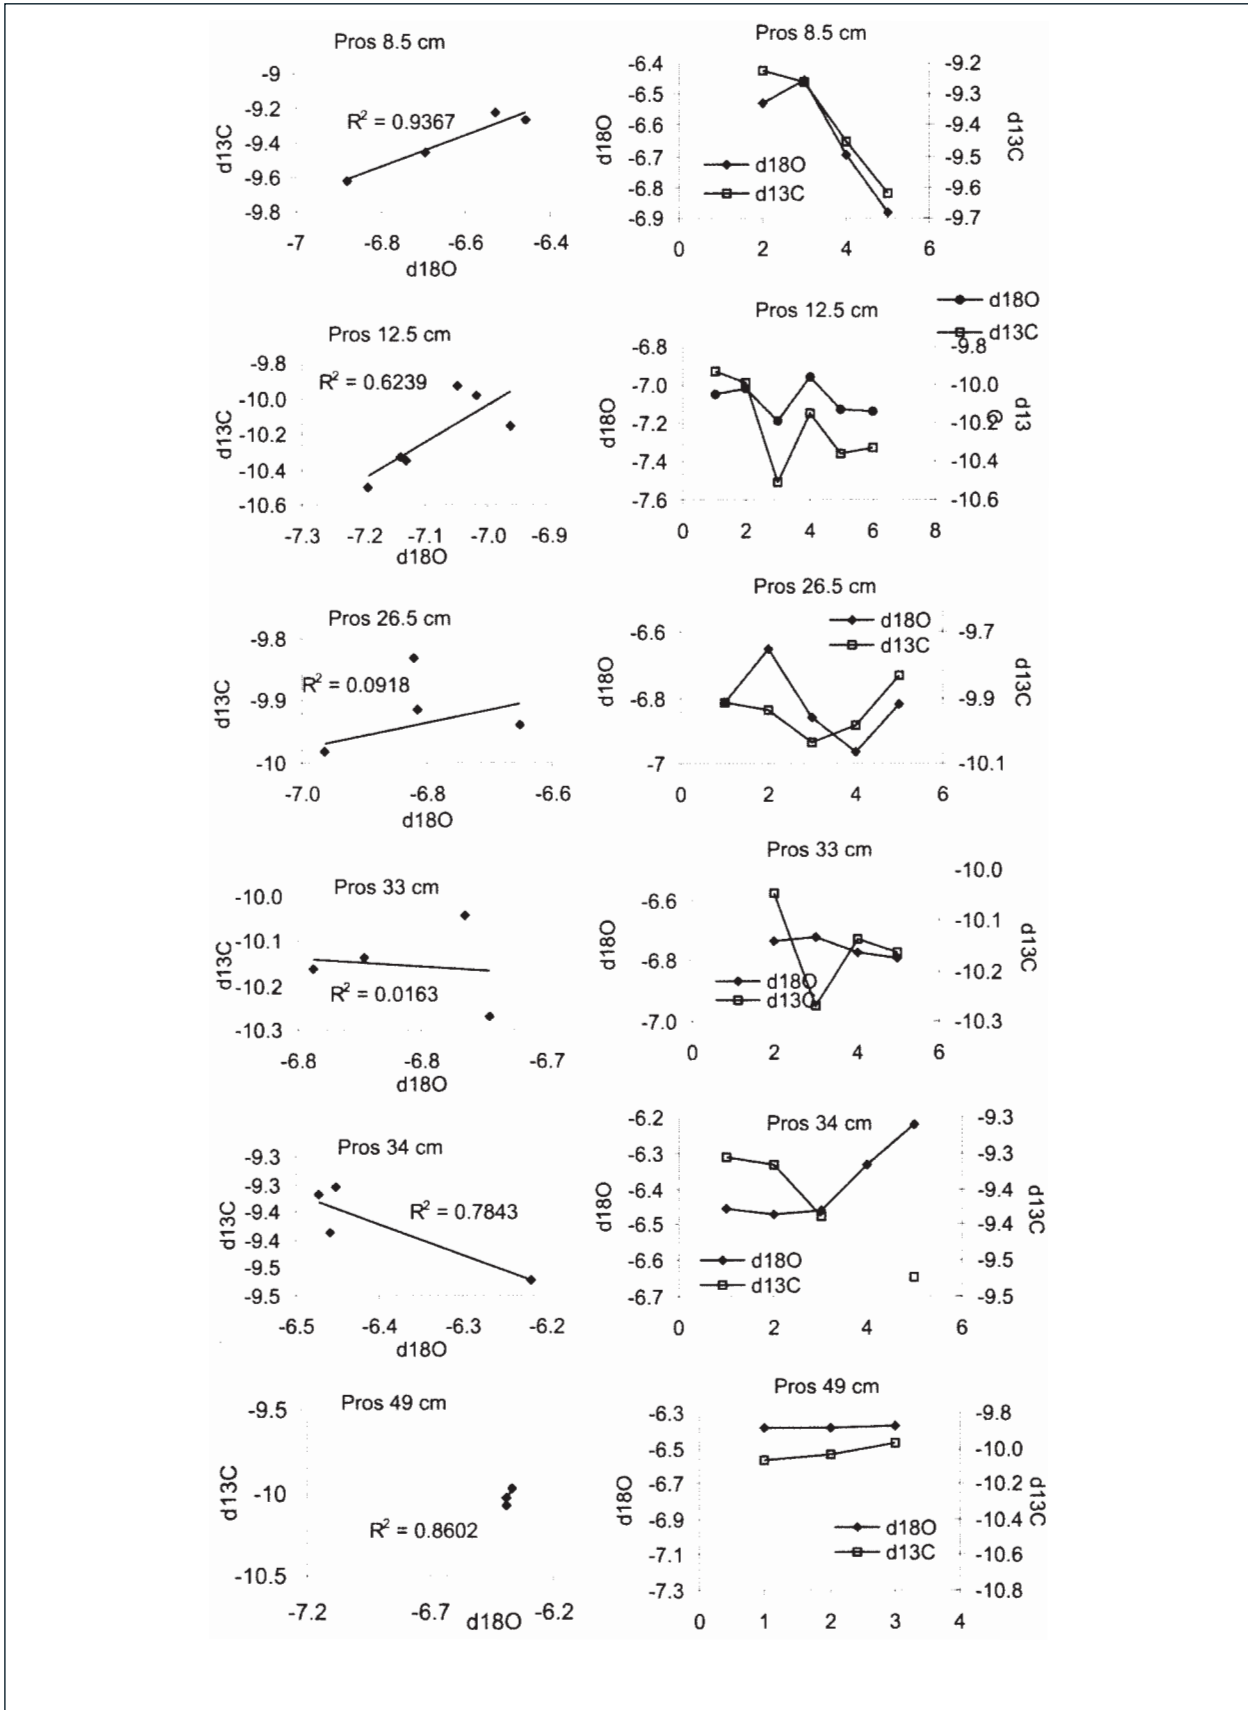 Pros 8.5 cm
-9
-9.2
-9.4
-9.6
-9.8
d13C
R² = 0.9367
-7 -6.8 -6.6 -6.4
d18O
Pros 8.5 cm
-6.4
-6.5
-6.6
-6.7
-6.8
-6.9
d18O
d18O
d13C
-9.2
-9.3
-9.4
-9.5
-9.6
-9.7
d13C
0 2 4 6
Pros 12.5 cm
-9.8
-10.0
-10.2
-10.4
-10.6
d13C
R² = 0.6239
-7.3 -7.2 -7.1 -7.0 -6.9
d18O
Pros 12.5 cm
d18O
d13C
-6.8
-7.0
-7.2
-7.4
-7.6
d18O
-9.8
-10.0
-10.2
-10.4
-10.6
d13C
0 2 4 6 8
Pros 26.5 cm
-9.8
-9.9
-10
d13C
R² = 0.0918
-7.0 -6.8 -6.6
d18O
Pros 26.5 cm
d18O
d13C
-6.6
-6.8
-7
d18O
-9.7
-9.9
-10.1
d13C
0 2 4 6
Pros 33 cm
-10.0
-10.1
-10.2
-10.3
d13C
R² = 0.0163
-6.8 -6.8 -6.7
d18O
Pros 33 cm
-6.6
-6.8
-7.0
d18O
d18O
d13C
-10.0
-10.1
-10.2
-10.3
d13C
0 2 4 6
Pros 34 cm
-9.3
-9.3
-9.4
-9.4
-9.5
-9.5
d13C
R² = 0.7843
-6.5 -6.4 -6.3 -6.2
d18O
Pros 34 cm
-6.2
-6.3
-6.4
-6.5
-6.6
-6.7
d18O
d18O
d13C
-9.3
-9.3
-9.4
-9.4
-9.5
-9.5
d13C
0 2 4 6
Pros 49 cm
-9.5
-10
-10.5
d13C
R² = 0.8602
-7.2 -6.7 -6.2
d18O
Pros 49 cm
-6.3
-6.5
-6.7
-6.9
-7.1
-7.3
d18O
d18O
d13C
-9.8
-10.0
-10.2
-10.4
-10.6
-10.8
d13C
0 1 2 3 4